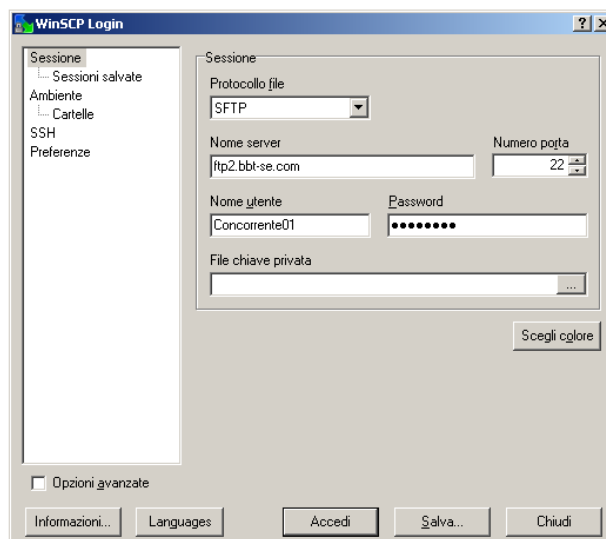 WinSCP Login
Sessione
Sessioni salvate
Ambiente
Cartelle
SSH
Preferenze
Sessione
Protocollo file
SFTP
Nome server
Numero porta
ftp2.bbt-se.com
22
Nome utente
Password
Concorrente01
••••••••
File chiave privata
...
Scegli colore
Opzioni avanzate
Informazioni...
Languages
Accedi
Salva...
Chiudi